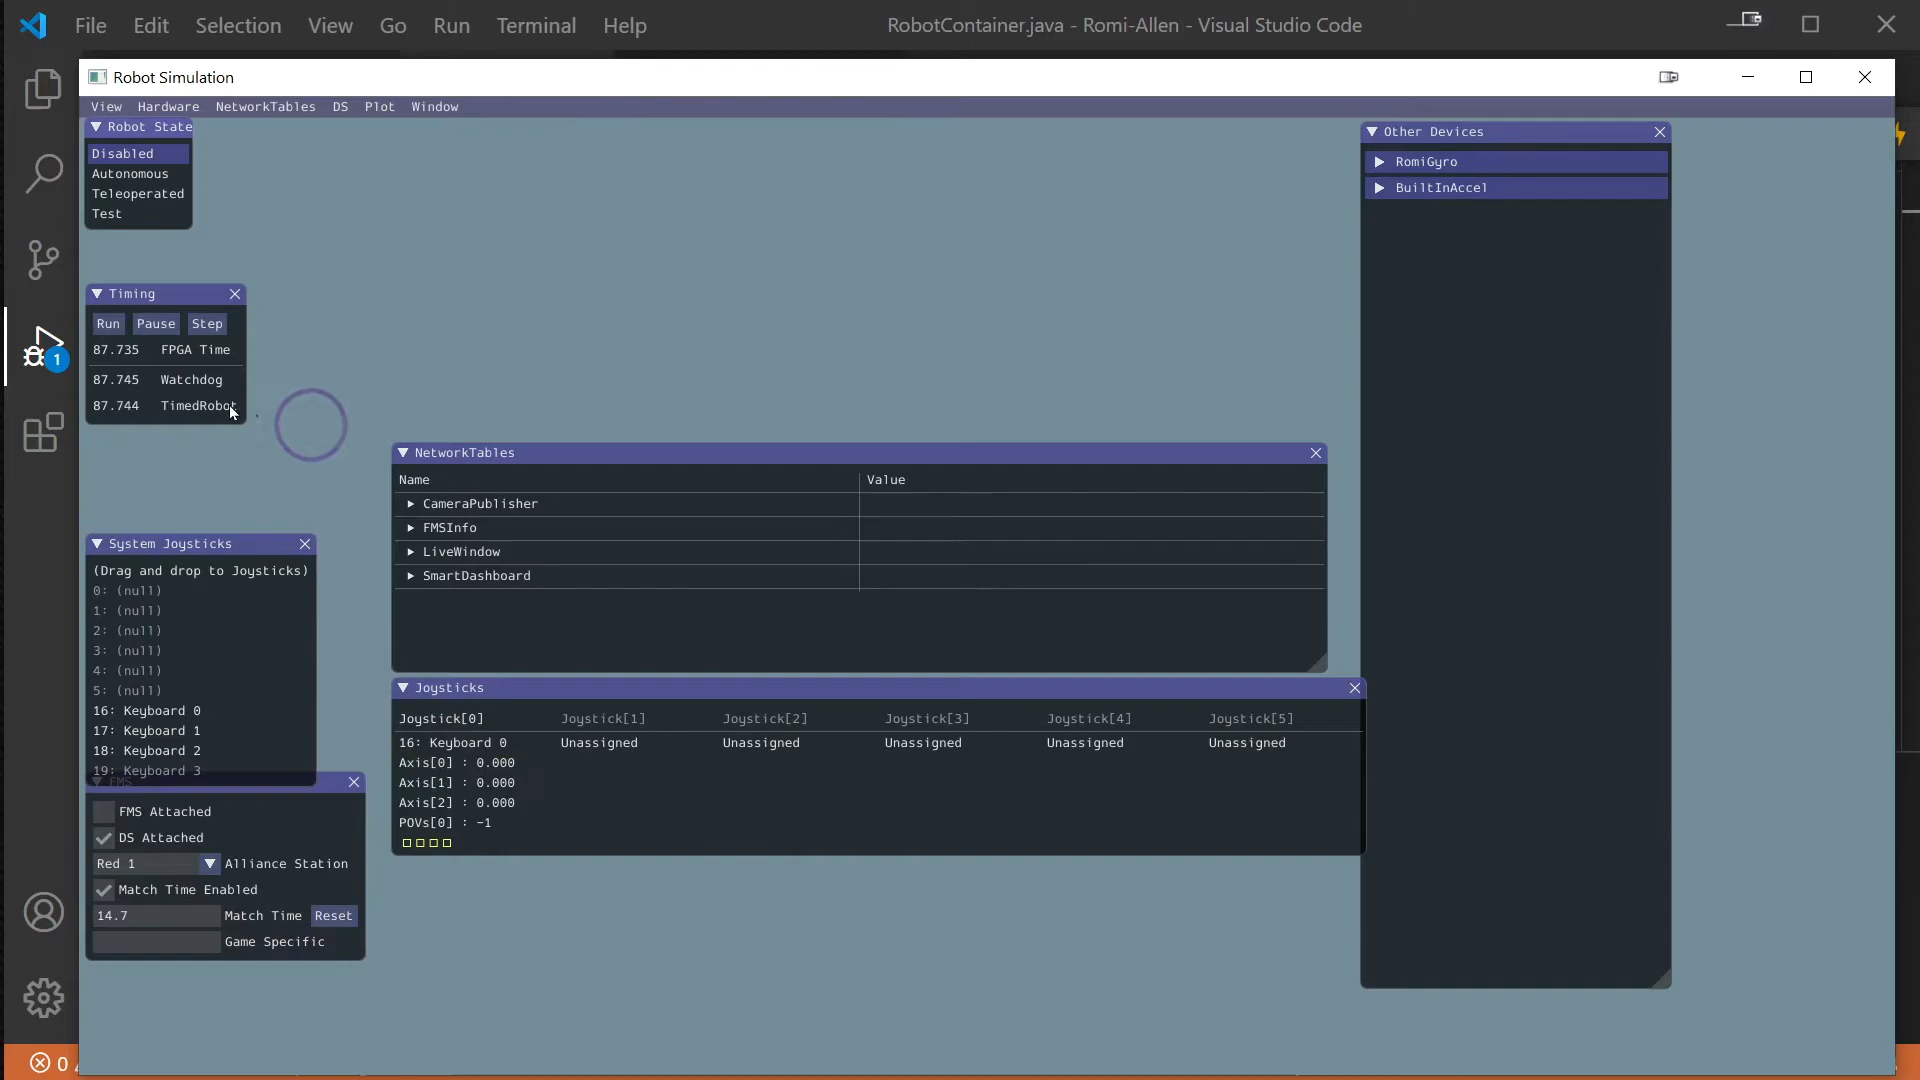 File Edit Selection View Go Run Terminal Help RobotContainer.java - Romi-Allen - Visual Studio Code
Robot Simulation
View Hardware NetworkTables DS Plot Window
Robot State
Disabled
Autonomous
Teleoperated
Test
Other Devices
RomiGyro
BuiltInAccel
Timing
Run Pause Step
87.735 FPGA Time
87.745 Watchdog
87.744 TimedRobot
1
NetworkTables
Name Value
CameraPublisher
FMSInfo
LiveWindow
SmartDashboard
System Joysticks
(Drag and drop to Joysticks)
0: (null)
1: (null)
2: (null)
3: (null)
4: (null)
5: (null)
16: Keyboard 0
17: Keyboard 1
18: Keyboard 2
19: Keyboard 3
Joysticks
Joystick[0] Joystick[1] Joystick[2] Joystick[3] Joystick[4] Joystick[5]
16: Keyboard 0 Unassigned Unassigned Unassigned Unassigned Unassigned
Axis[0] : 0.000
Axis[1] : 0.000
Axis[2] : 0.000
POVs[0] : -1
FMS
FMS Attached
DS Attached
Red 1 Alliance Station
Match Time Enabled
14.7 Match Time Reset
Game Specific
0